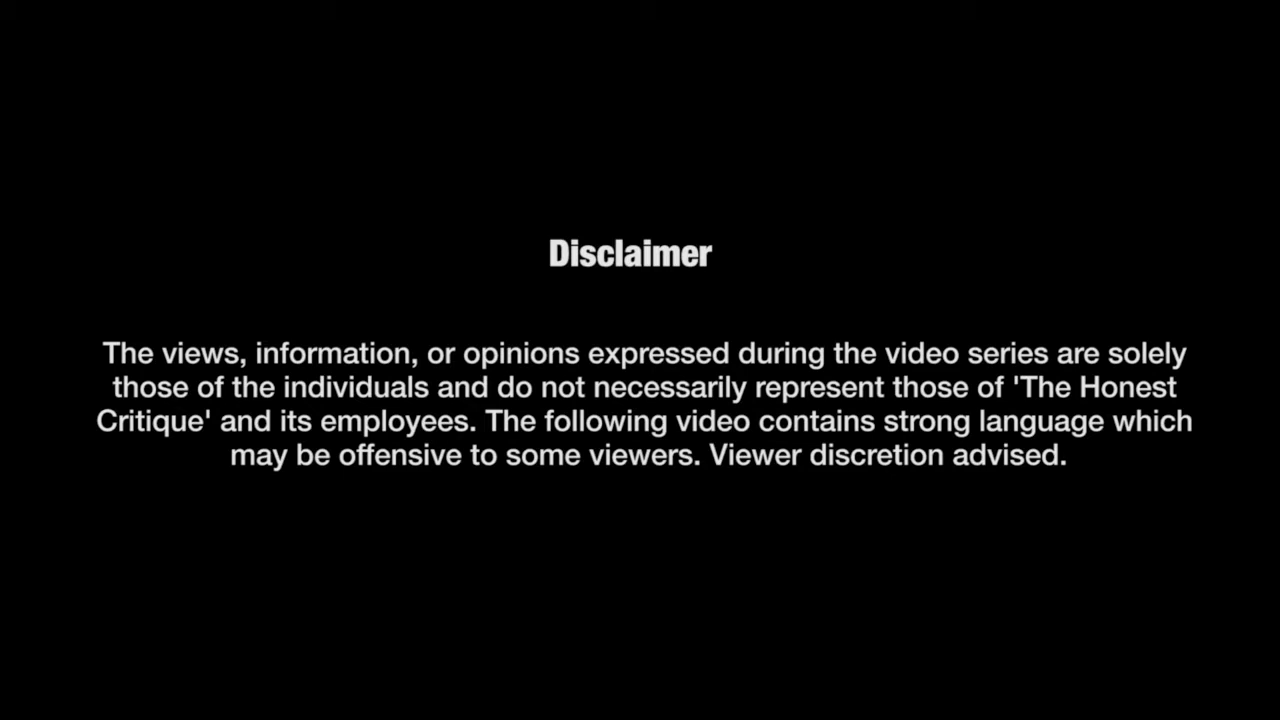 Disclaimer
The views, information, or opinions expressed during the video series are solely
those of the individuals and do not necessarily represent those of 'The Honest
Critique' and its employees. The following video contains strong language which
may be offensive to some viewers. Viewer discretion advised.